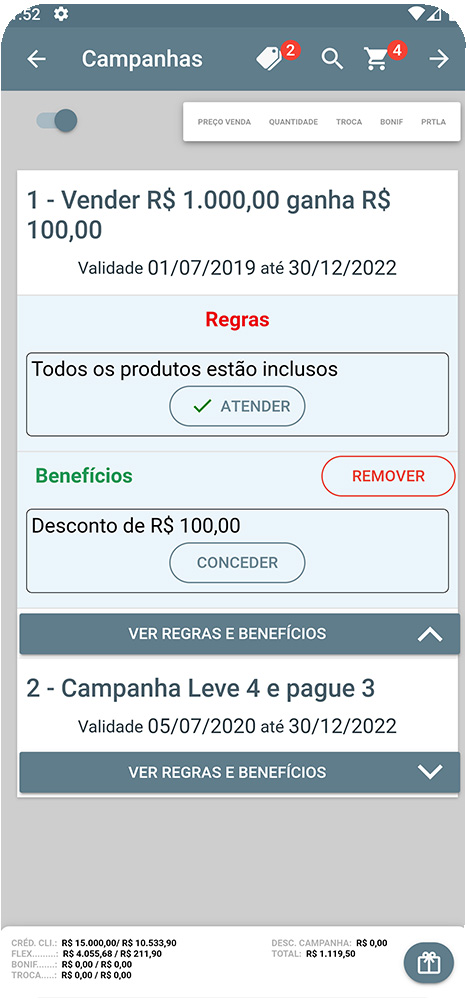 :52
Campanhas
2
4
PREÇO VENDA QUANTIDADE TROCA BONIF PRTLA
1 - Vender R$ 1.000,00 ganha R$
100,00
Validade 01/07/2019 até 30/12/2022
Regras
Todos os produtos estão inclusos
ATENDER
Benefícios
REMOVER
Desconto de R$ 100,00
CONCEDER
VER REGRAS E BENEFÍCIOS
2 - Campanha Leve 4 e pague 3
Validade 05/07/2020 até 30/12/2022
VER REGRAS E BENEFÍCIOS
CRÉD. CLI.: R$ 15.000,00/ R$ 10.533,90
FLEX.........: R$ 4.055,68 / R$ 211,90
BONIF.......: R$ 0,00 / R$ 0,00
TROCA.....: R$ 0,00 / R$ 0,00
DESC. CAMPANHA: R$ 0,00
TOTAL: R$ 1.119,50